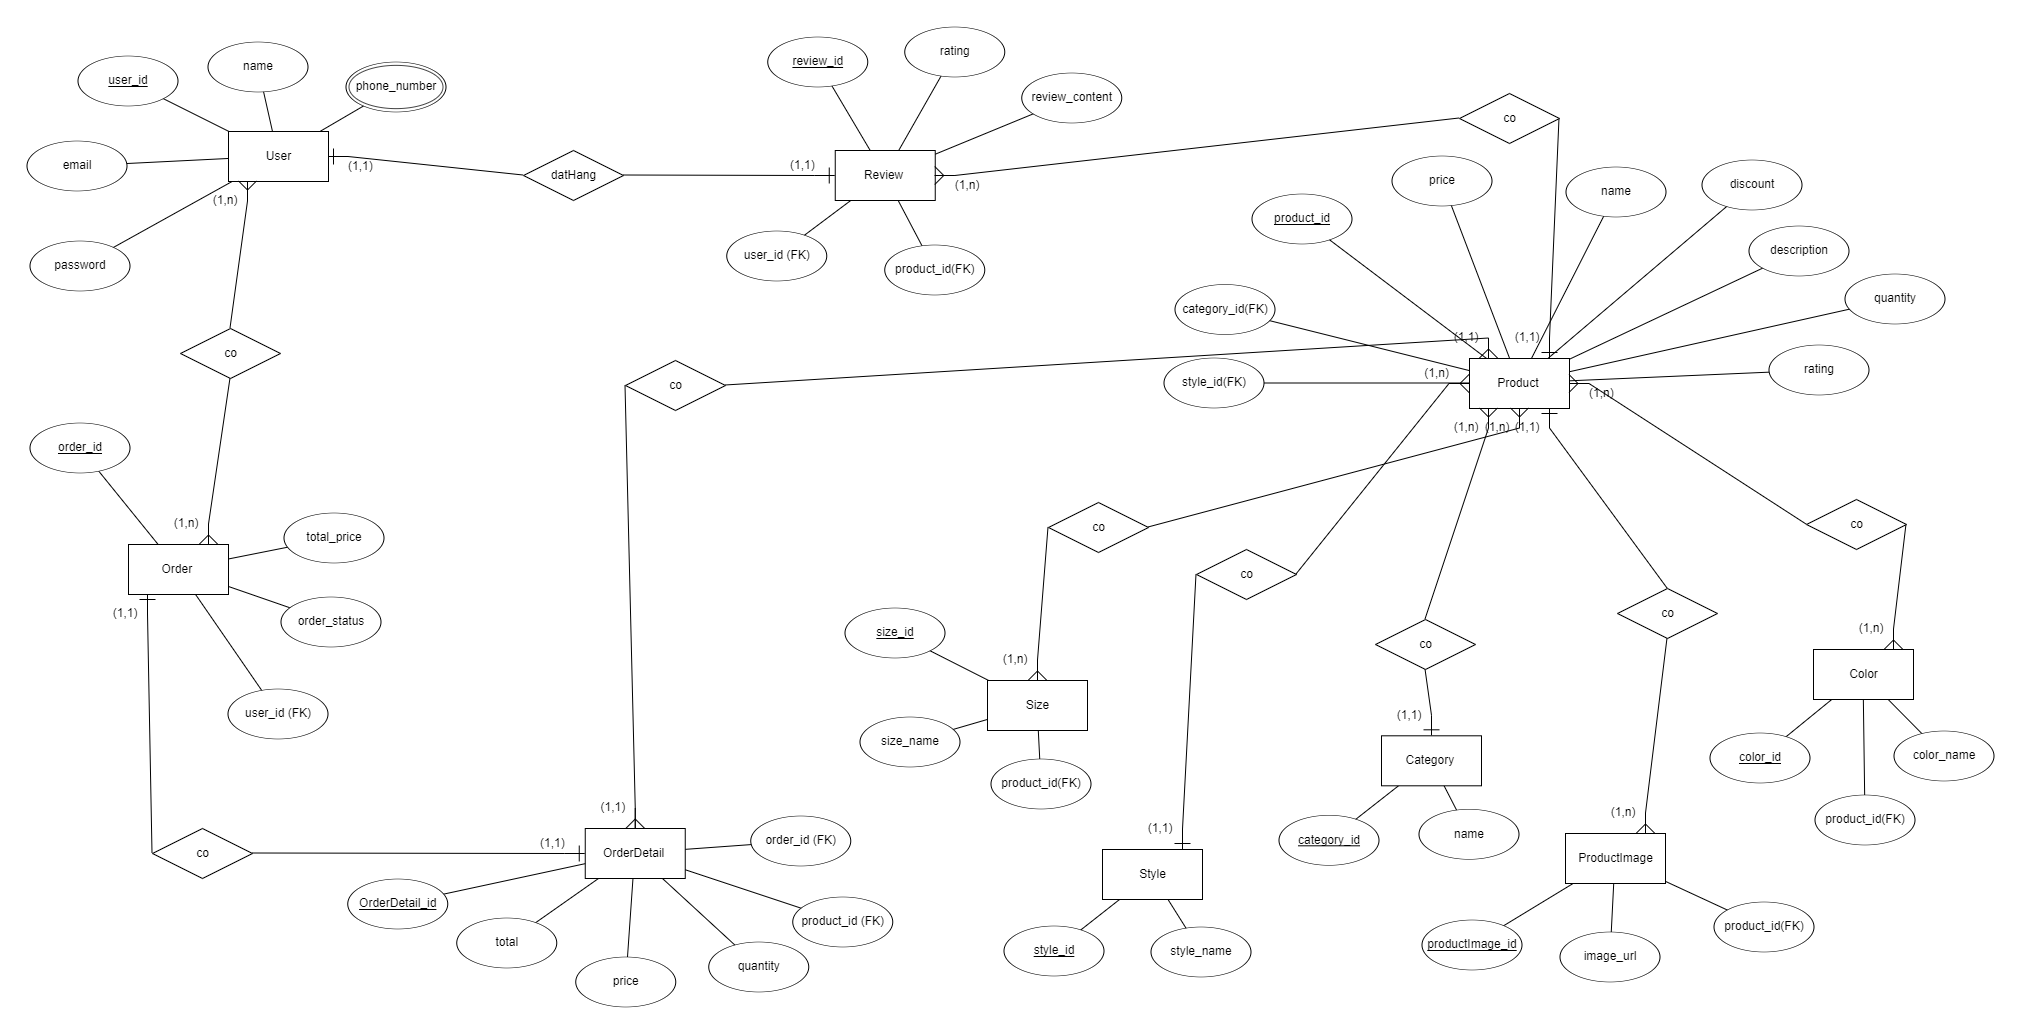 user_id
name
phone_number
email
User
password
(1,1)
(1,n)
datHang
(1,1)
review_id
rating
review_content
Review
(1,n)
user_id (FK)
product_id(FK)
co
price
name
discount
product_id
description
category_id(FK)
quantity
style_id(FK)
rating
(1,1)
(1,1)
(1,n)
Product
(1,n)
(1,n)
(1,n)
(1,1)
co
co
order_id
(1,n)
Order
total_price
order_status
user_id (FK)
(1,1)
co
(1,1)
(1,1)
OrderDetail
order_id (FK)
OrderDetail_id
product_id (FK)
total
quantity
price
co
(1,n)
size_id
Size
size_name
product_id(FK)
co
(1,1)
Style
style_id
style_name
co
(1,1)
Category
category_id
name
co
(1,n)
ProductImage
productImage_id
image_url
product_id(FK)
co
(1,n)
Color
color_id
color_name
product_id(FK)